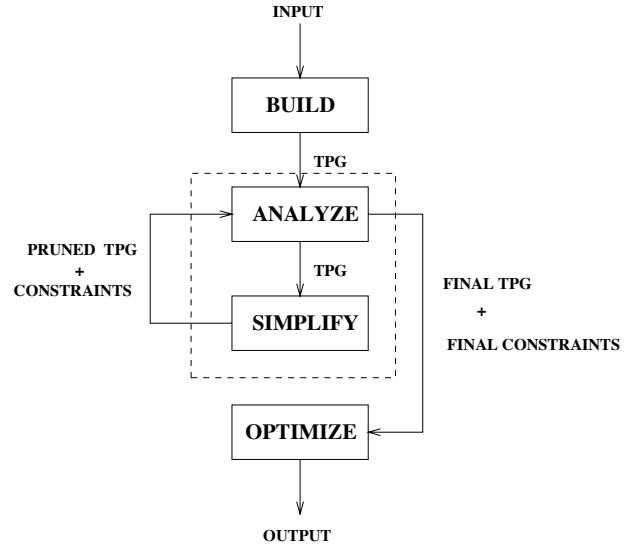 INPUT
BUILD
TPG
ANALYZE
PRUNED TPG
+
CONSTRAINTS
TPG
SIMPLIFY
FINAL TPG
+
FINAL CONSTRAINTS
OPTIMIZE
OUTPUT